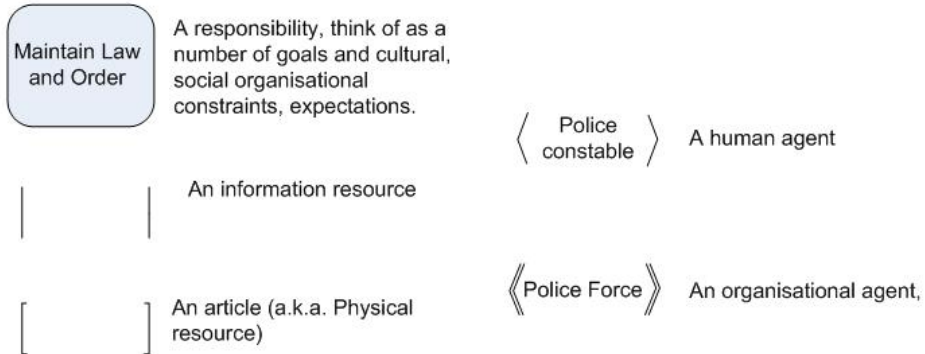 Maintain Law
and Order
A responsibility, think of as a
number of goals and cultural,
social organisational
constraints, expectations.
An information resource
An article (a.k.a. Physical
resource)
Police
constable
A human agent
Police Force
An organisational agent,